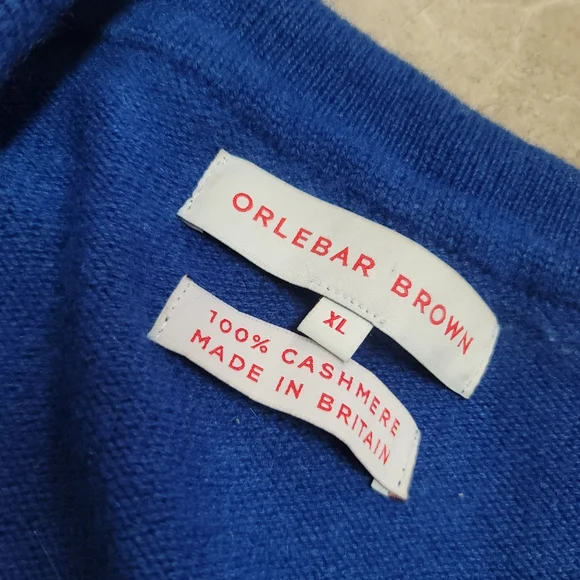 ORLEBAR BROWN
XL
100% CASHMERE
MADE IN BRITAIN